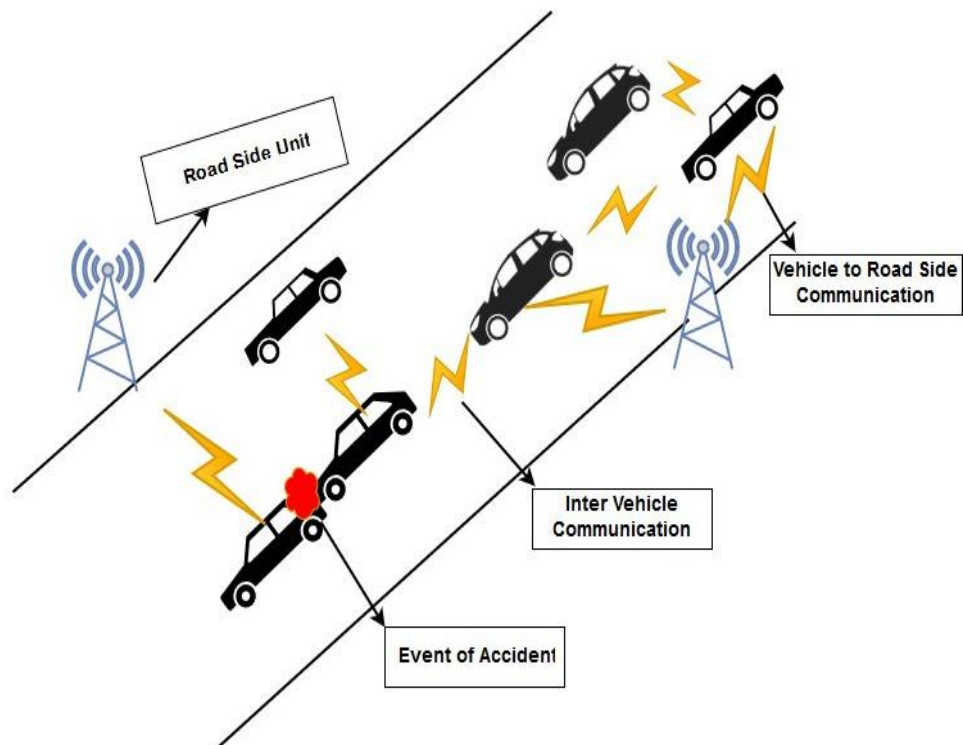 Road Side Unit
Vehicle to Road Side
Communication
Inter Vehicle
Communication
Event of Accident